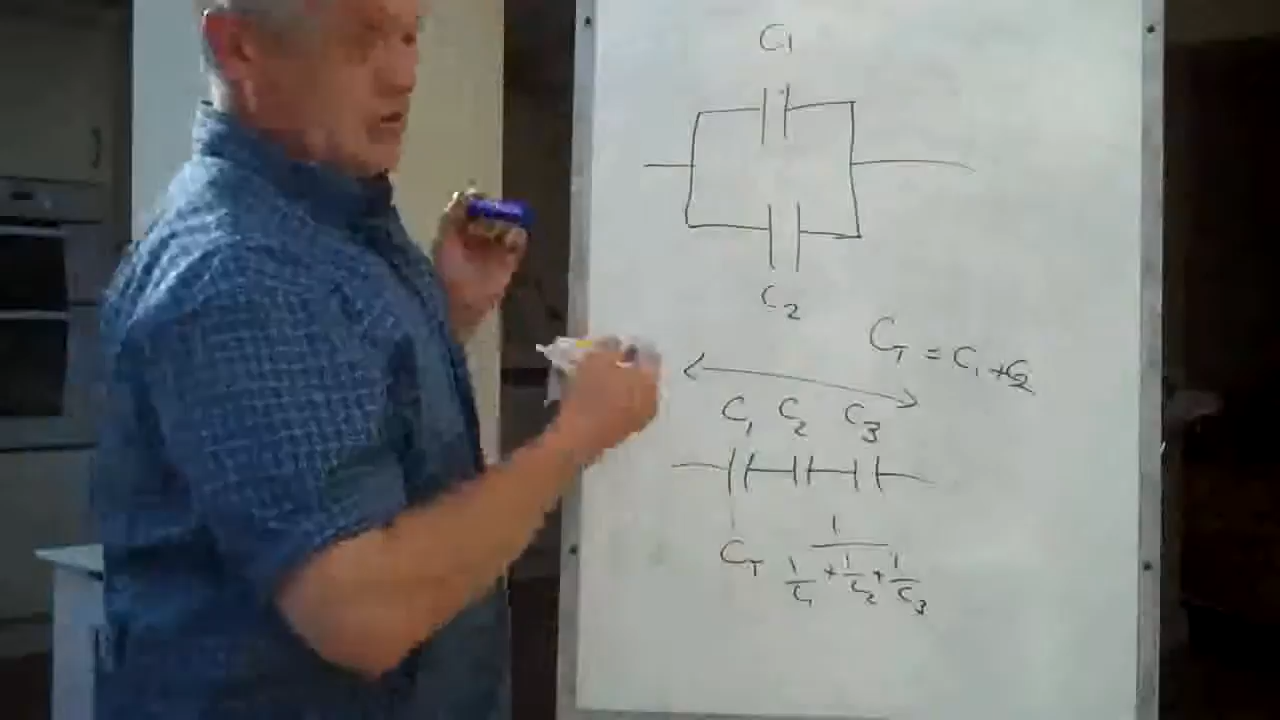 C1
C2
CT = C1 + C2
C1 C2 C3
CT 1/(1/C1 + 1/C2 + 1/C3)